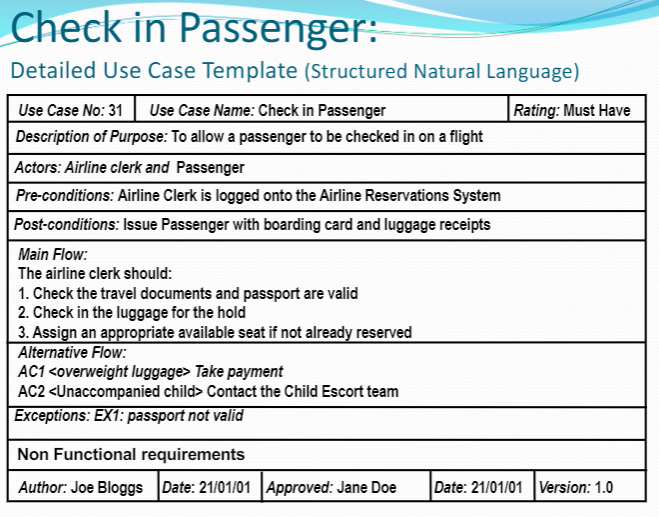 Check in Passenger:
Detailed Use Case Template (Structured Natural Language)
Use Case No: 31 Use Case Name: Check in Passenger Rating: Must Have
Description of Purpose: To allow a passenger to be checked in on a flight
Actors: Airline clerk and Passenger
Pre-conditions: Airline Clerk is logged onto the Airline Reservations System
Post-conditions: Issue Passenger with boarding card and luggage receipts
Main Flow:
The airline clerk should:
1. Check the travel documents and passport are valid
2. Check in the luggage for the hold
3. Assign an appropriate available seat if not already reserved
Alternative Flow:
AC1 <overweight luggage> Take payment
AC2 <Unaccompanied child> Contact the Child Escort team
Exceptions: EX1: passport not valid
Non Functional requirements
Author: Joe Bloggs Date: 21/01/01 Approved: Jane Doe Date: 21/01/01 Version: 1.0